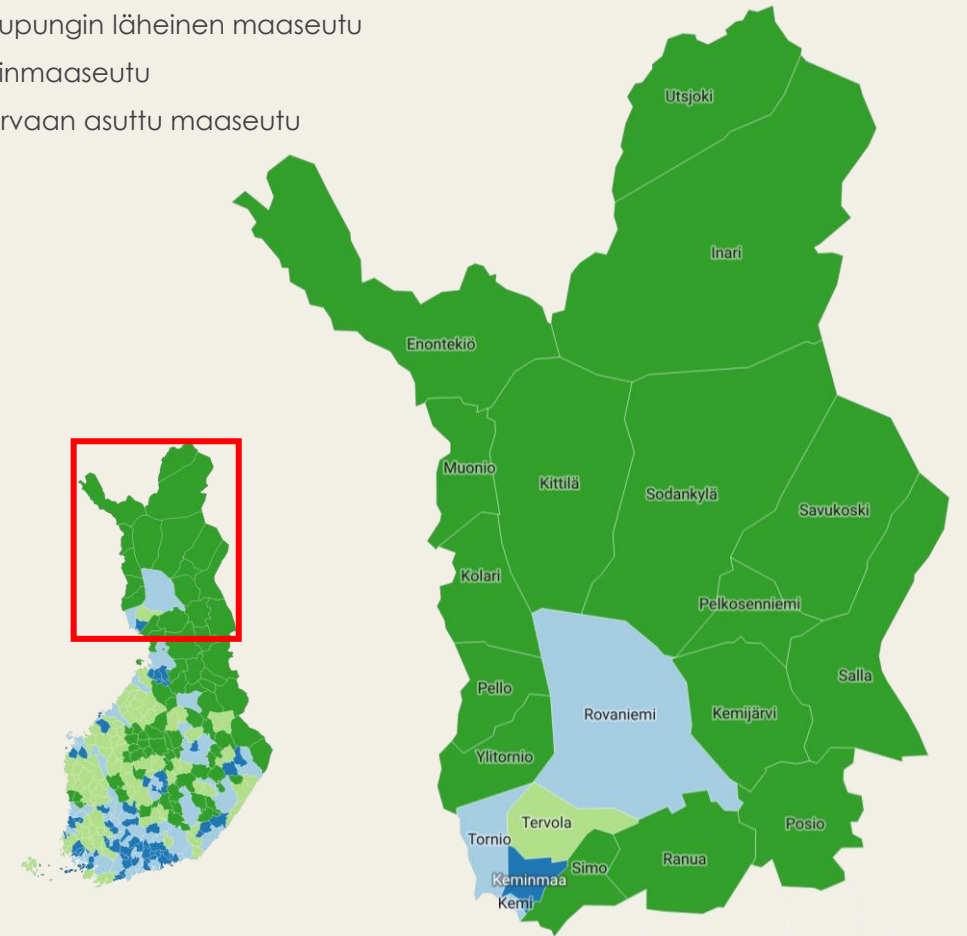 upungin läheinen maaseutu
inmaaseutu
rvaan asuttu maaseutu
Utsjoki
Inari
Enontekiö
Muonio
Kittilä
Sodankylä
Savukoski
Kolari
Pelkosenniemi
Salla
Pello
Rovaniemi
Kemijärvi
Ylitornio
Tervola
Posio
Tornio
Ranua
Simo
Keminmaa
Kemi